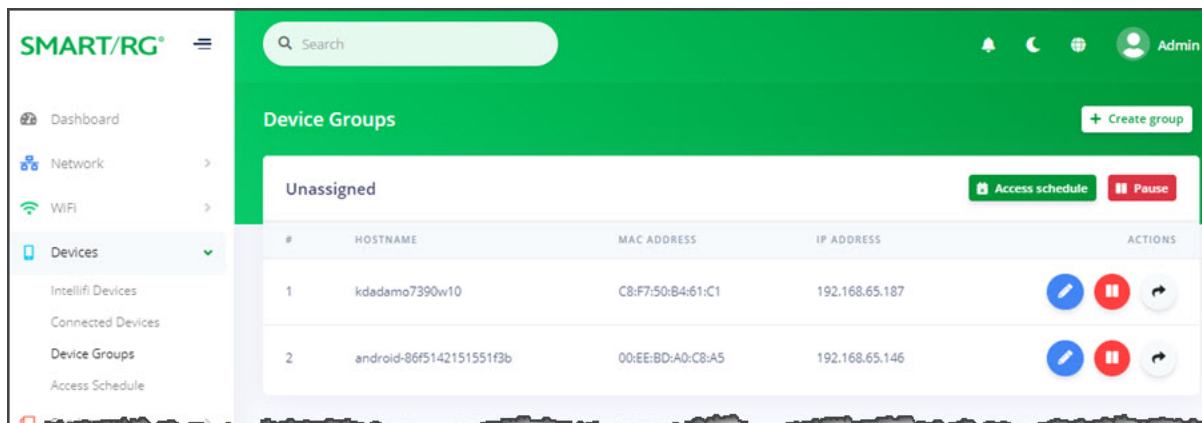 SMART/RG®
Search
Admin
Dashboard
Network
WiFi
Devices
Intellifi Devices
Connected Devices
Device Groups
Access Schedule
Device Groups
+ Create group
Unassigned
Access schedule
Pause
# HOSTNAME MAC ADDRESS IP ADDRESS ACTIONS
1 kdadamo7390w10 C8:F7:50:B4:61:C1 192.168.65.187
2 android-86f5142151551f3b 00:EE:BD:A0:C8:A5 192.168.65.146